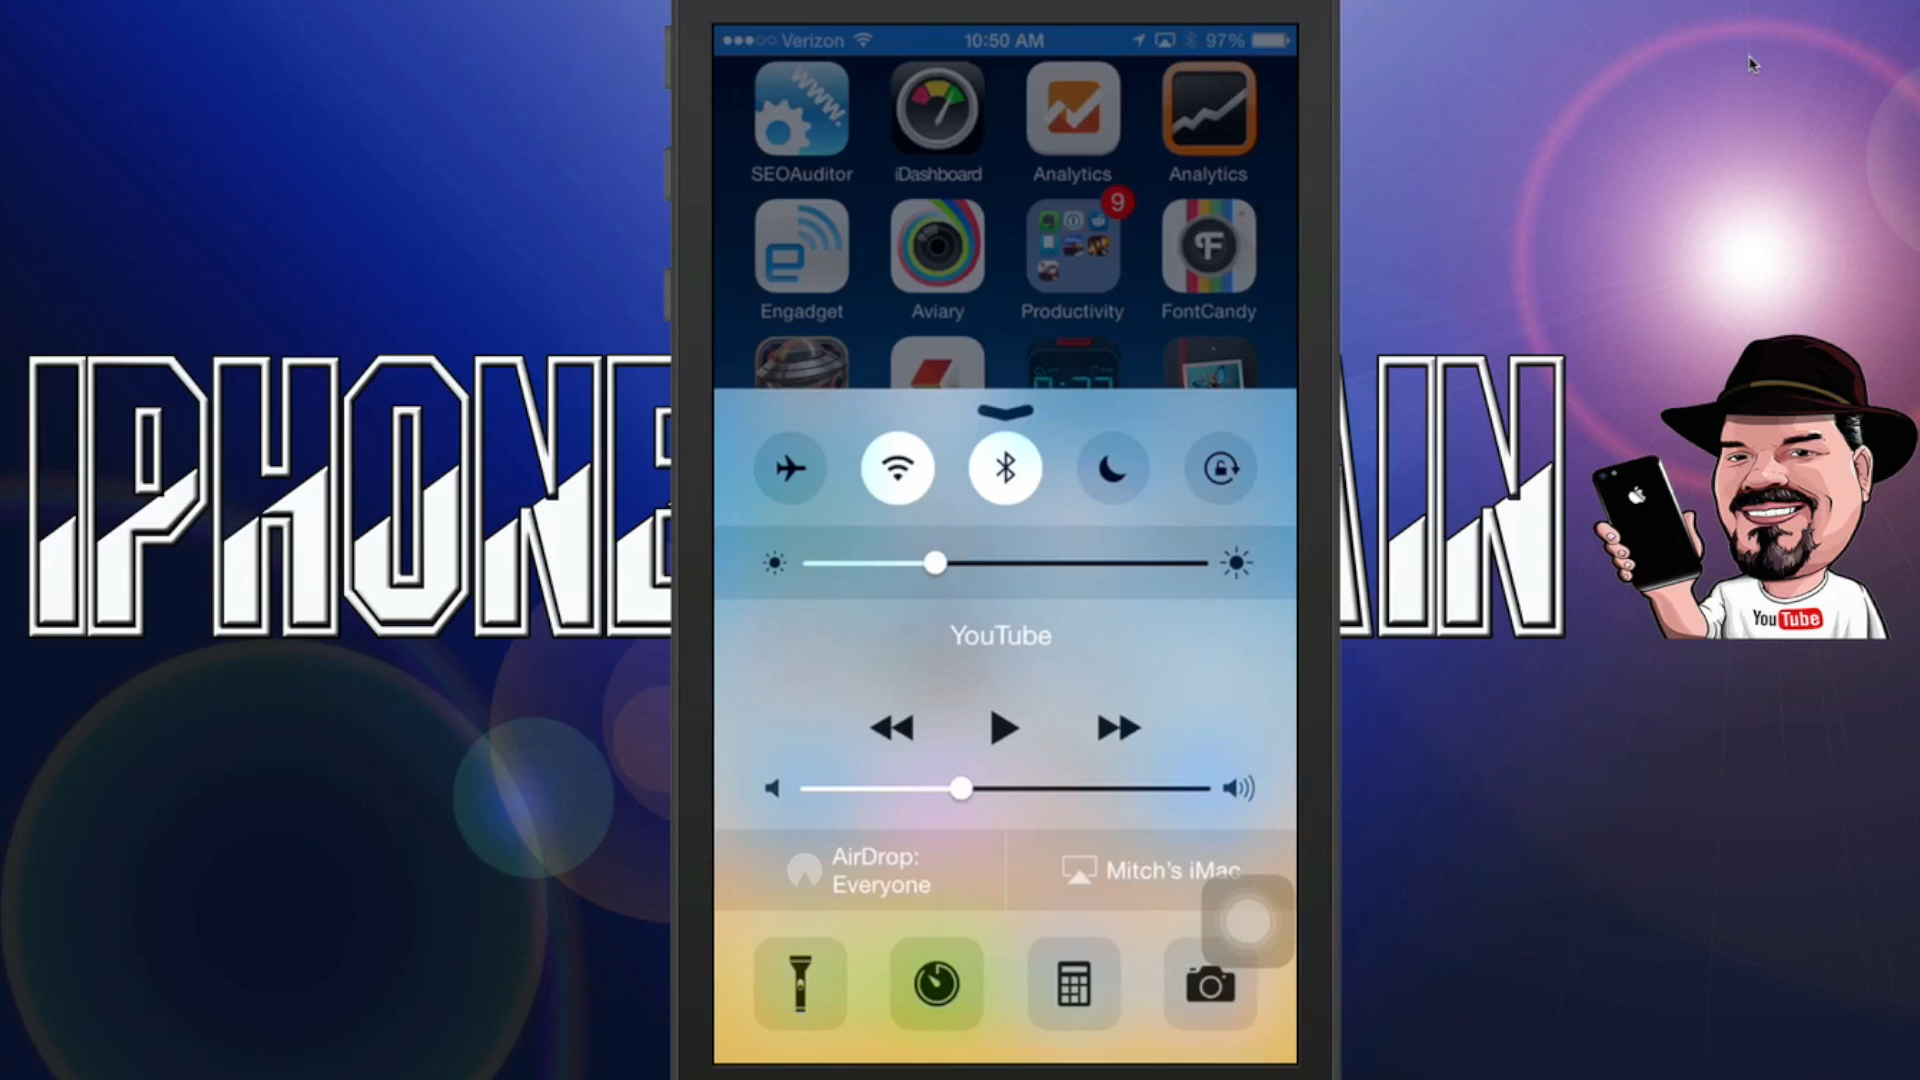 Verizon 10:50 AM 97%
SEOAuditor iDashboard Analytics Analytics
9
Engadget Aviary Productivity FontCandy
IPHONE
AIN
YouTube
YouTube
AirDrop:
Everyone
Mitch's iMac